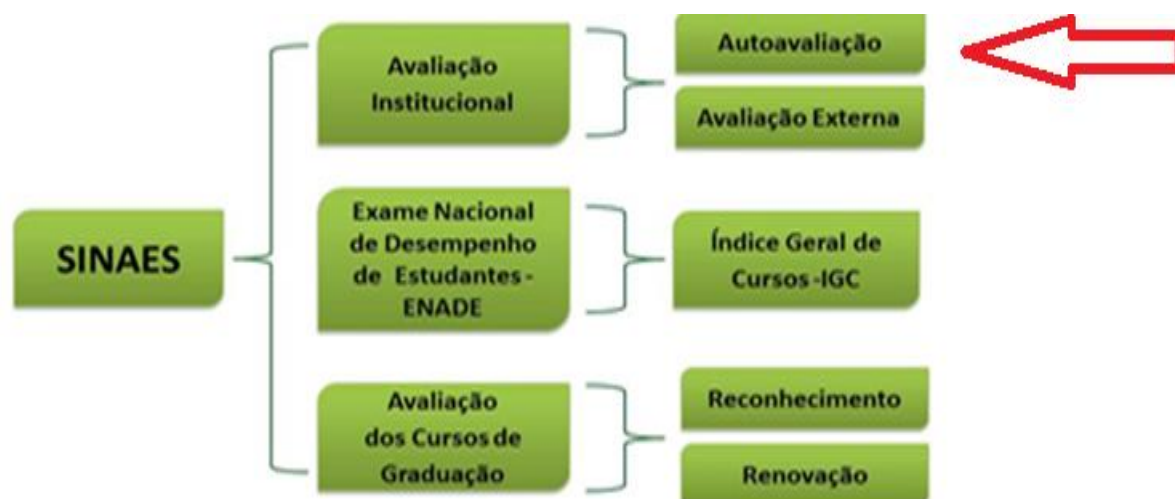 SINAES
Avaliação
Institucional
Autoavaliação
Avaliação Externa
Exame Nacional
de Desempenho
de Estudantes -
ENADE
Índice Geral de
Cursos -IGC
Avaliação
dos Cursos de
Graduação
Reconhecimento
Renovação